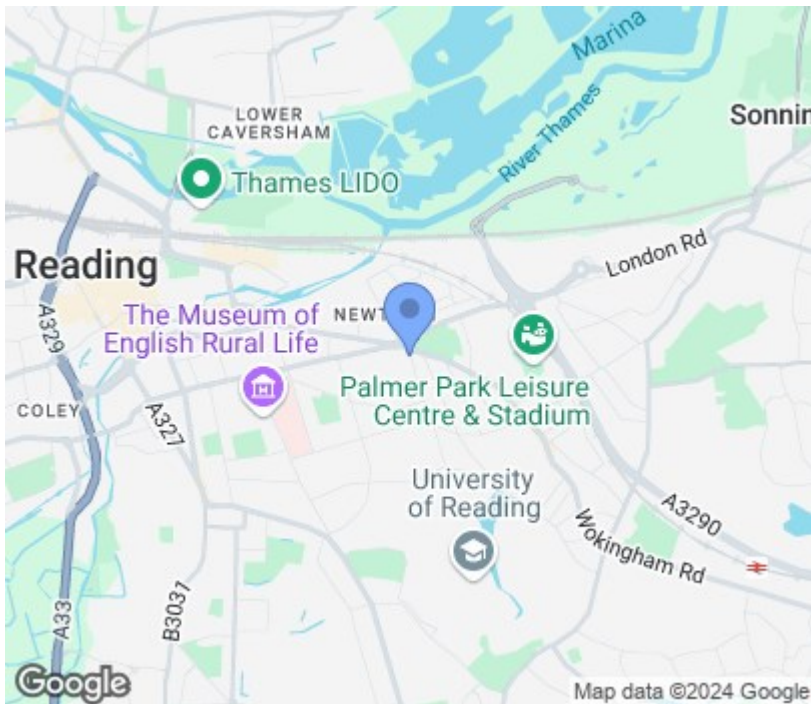 Marina
LOWER
CAVERSHAM
Sonnin
River Thames
Thames LIDO
London Rd
Reading
A329
The Museum of
English Rural Life
NEWT
Palmer Park Leisure
Centre & Stadium
COLEY
A327
University
of Reading
A3290
Wokingham Rd
A33
B3031
Google
Map data ©2024 Google